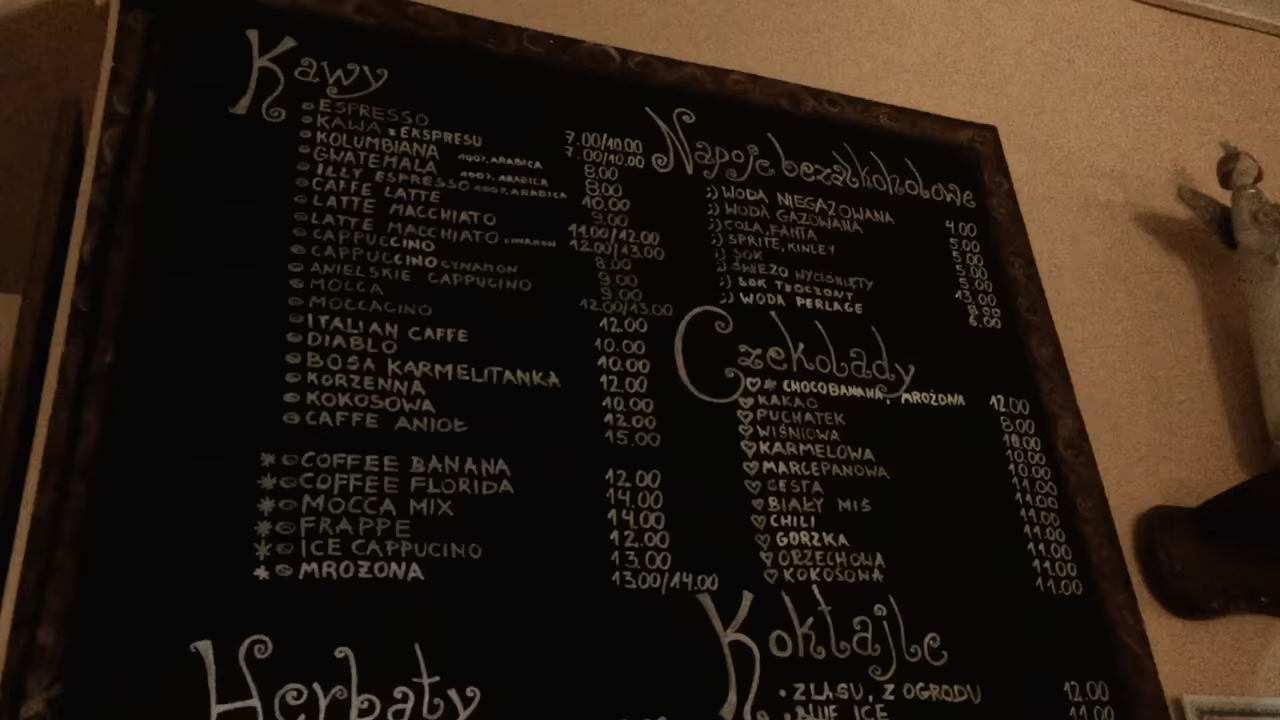 Kawy
ESPRESSO 7.00/10.00
KAWA z EKSPRESU 7.00/10.00
KOLUMBIANA 100% ARABICA 8.00
GWATEMALA 100% ARABICA 8.00
ILLY ESPRESSO 100% ARABICA 10.00
CAFFE LATTE 9.00
LATTE MACCHIATO 11.00/12.00
LATTE MACCHIATO CYNAMON 12.00/13.00
CAPPUCCINO 8.00
CAPPUCCINO CYNAMON 9.00
ANIELSKIE CAPPUCINO 9.00
MOCCA 12.00/13.00
MOCCACINO 12.00
ITALIAN CAFFE 10.00
DIABLO 10.00
BOSA KARMELITANKA 12.00
KORZENNA 10.00
KOKOSOWA 12.00
CAFFE ANIOŁ 15.00
* COFFEE BANANA 12.00
* COFFEE FLORIDA 14.00
* MOCCA MIX 14.00
* FRAPPE 12.00
* ICE CAPPUCINO 13.00
* MROŻONA 13.00/14.00
Herbaty
Napoje bezalkoholowe
;) WODA NIEGAZOWANA 4.00
;) WODA GAZOWANA 5.00
;) COLA, FANTA 5.00
;) SPRITE, KINLEY 5.00
;) SOK 5.00
;) ŚWIEŻO WYCIŚNIĘTY 13.00
;) SOK TŁOCZONY 8.00
;) WODA PERLAGE 6.00
Czekolady
♡* CHOCOBANANA, MROŻONA 12.00
♡ KAKAO 8.00
♡ PUCHATEK 10.00
♡ WIŚNIOWA 10.00
♡ KARMELOWA 10.00
♡ MARCEPANOWA 11.00
♡ GĘSTA 11.00
♡ BIAŁY MIŚ 11.00
♡ CHILI 11.00
♡ GORZKA 11.00
♡ ORZECHOWA 11.00
♡ KOKOSOWA 11.00
Koktajle
• Z LASU, Z OGRODU 12.00
• BLUE ICE 11.00